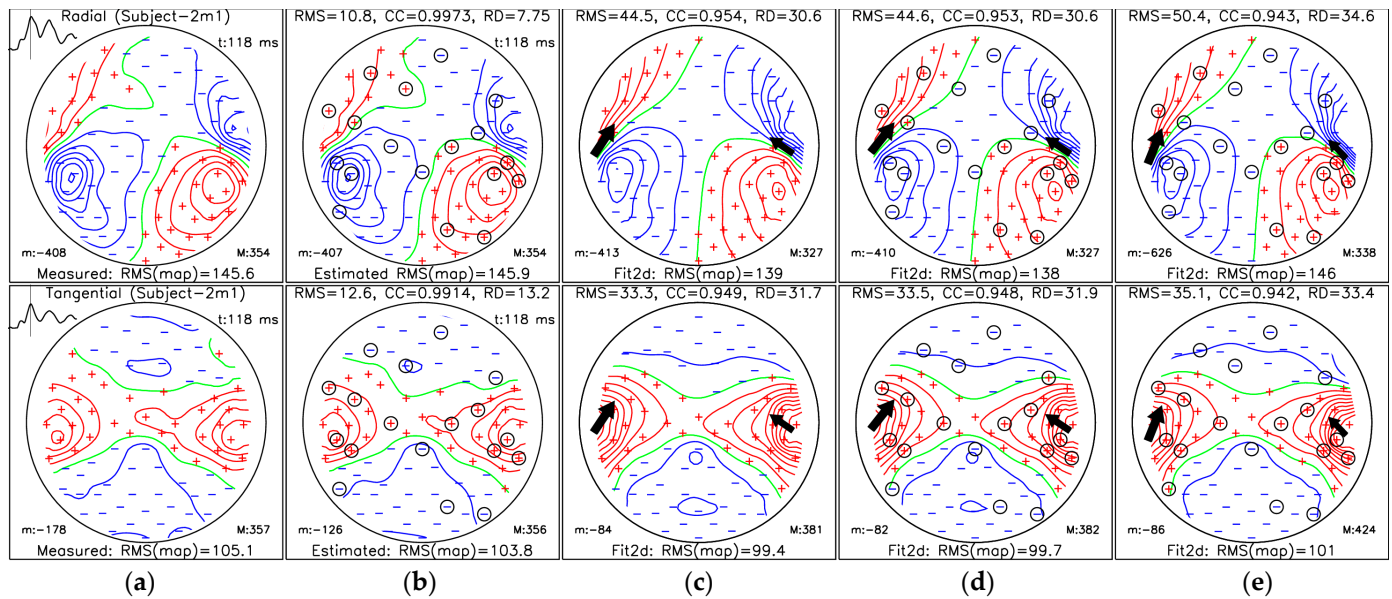 Radial (Subject-2m1)
t:118 ms
m:-408
M:354
Measured: RMS(map)=145.6
RMS=10.8, CC=0.9973, RD=7.75
t:118 ms
m:-407
M:354
Estimated RMS(map)=145.9
RMS=44.5, CC=0.954, RD=30.6
m:-413
M:327
Fit2d: RMS(map)=139
RMS=44.6, CC=0.953, RD=30.6
m:-410
M:327
Fit2d: RMS(map)=138
RMS=50.4, CC=0.943, RD=34.6
m:-626
M:338
Fit2d: RMS(map)=146
Tangential (Subject-2m1)
t:118 ms
m:-178
M:357
Measured: RMS(map)=105.1
RMS=12.6, CC=0.9914, RD=13.2
t:118 ms
m:-126
M:356
Estimated: RMS(map)=103.8
RMS=33.3, CC=0.949, RD=31.7
m:-84
M:381
Fit2d: RMS(map)=99.4
RMS=33.5, CC=0.948, RD=31.9
m:-82
M:382
Fit2d: RMS(map)=99.7
RMS=35.1, CC=0.942, RD=33.4
m:-86
M:424
Fit2d: RMS(map)=101
(a)
(b)
(c)
(d)
(e)